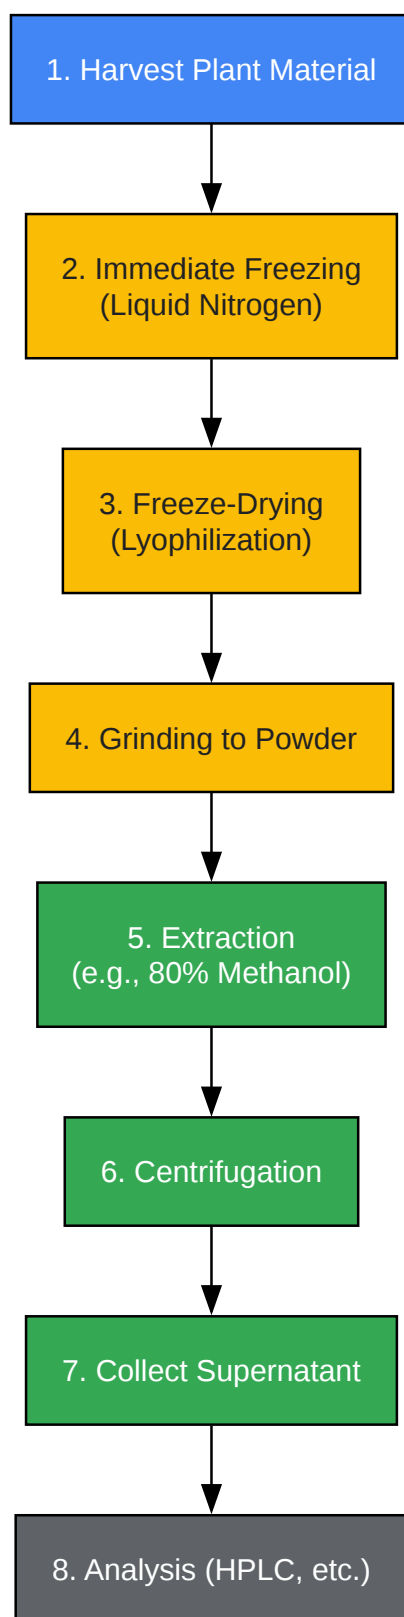 1. Harvest Plant Material
2. Immediate Freezing
(Liquid Nitrogen)
3. Freeze-Drying
(Lyophilization)
4. Grinding to Powder
5. Extraction
(e.g., 80% Methanol)
6. Centrifugation
7. Collect Supernatant
8. Analysis (HPLC, etc.)